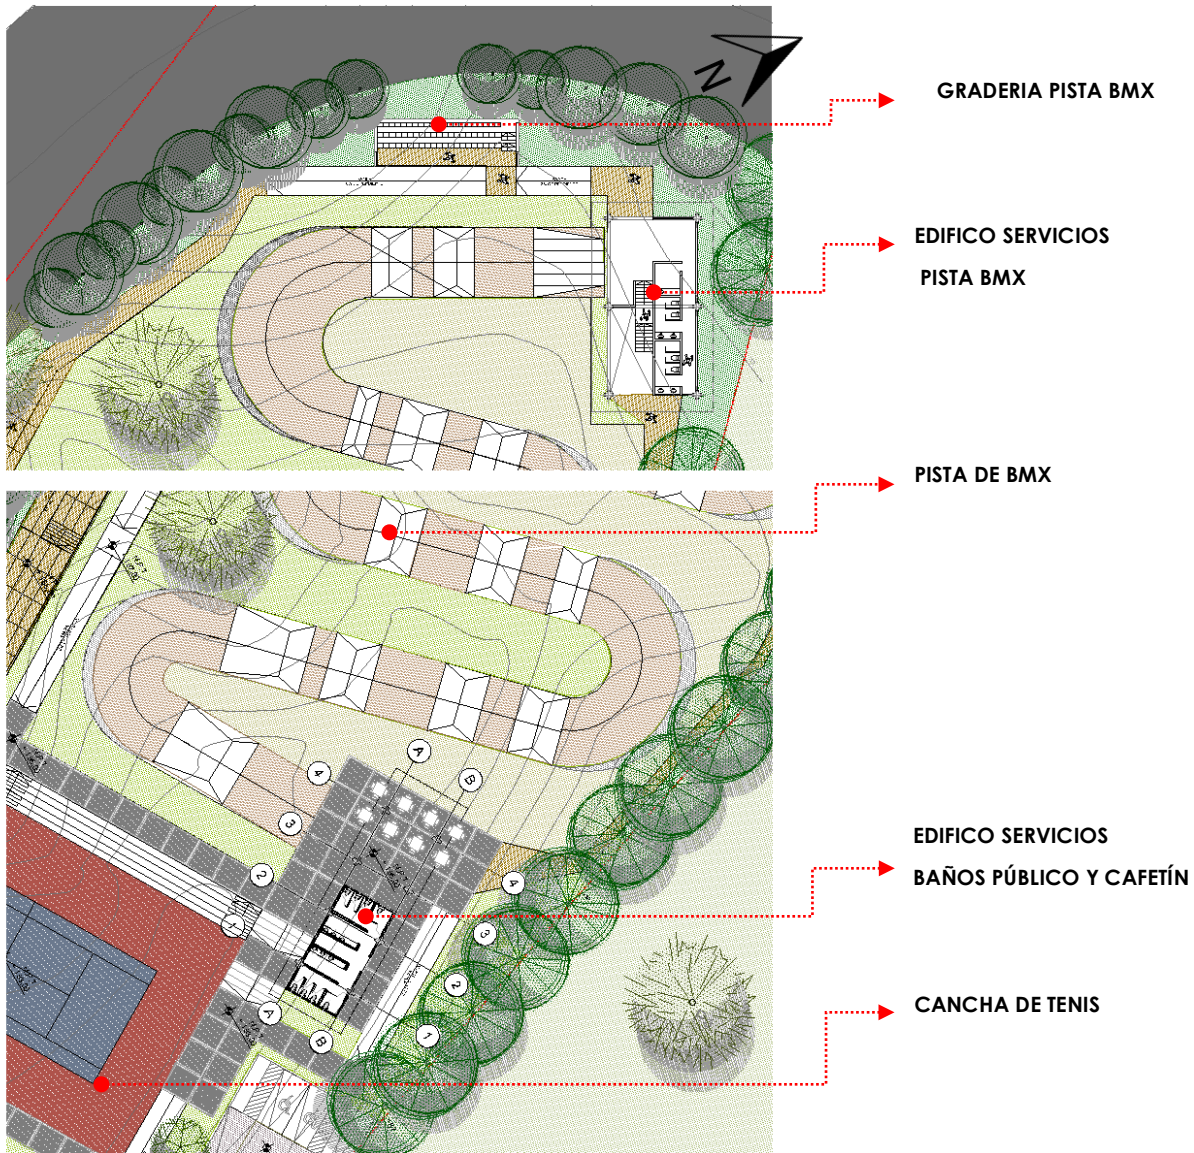 N
GRADERIA PISTA BMX
EDIFICO SERVICIOS
PISTA BMX
PISTA DE BMX
A
B
4
3
2
1
4
3
2
1
A
B
EDIFICO SERVICIOS
BAÑOS PÚBLICO Y CAFETÍN
CANCHA DE TENIS